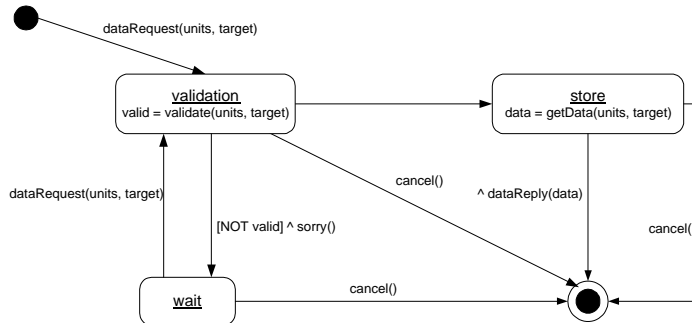 dataRequest(units, target)
validation
valid = validate(units, target)
store
data = getData(units, target)
cancel()
^ dataReply(data)
dataRequest(units, target)
[NOT valid] ^ sorry()
cancel(
wait
cancel()